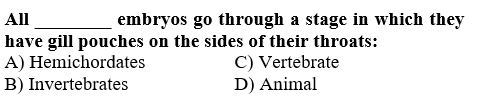 All _________ embryos go through a stage in which they
have gill pouches on the sides of their throats:
A) Hemichordates C) Vertebrate
B) Invertebrates D) Animal